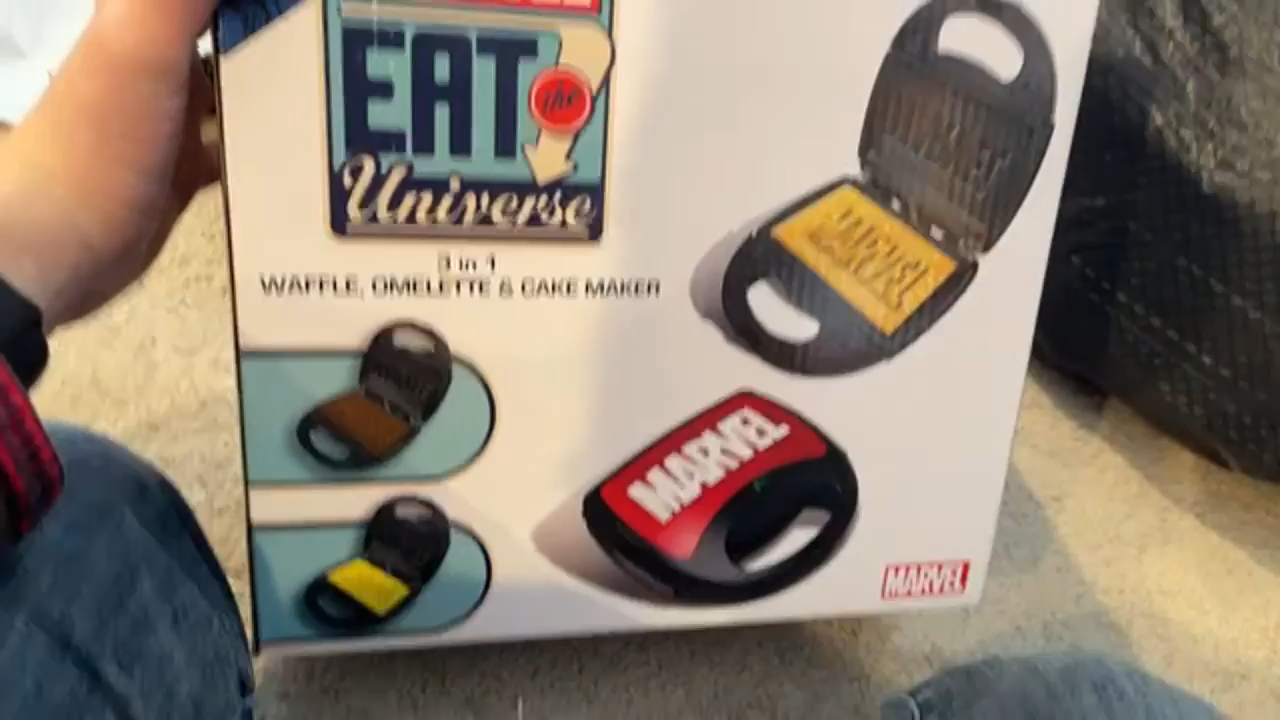 EAT
the
Universe
3 in 1
WAFFLE, OMELETTE & CAKE MAKER
MARVEL
MARVEL
MARVEL